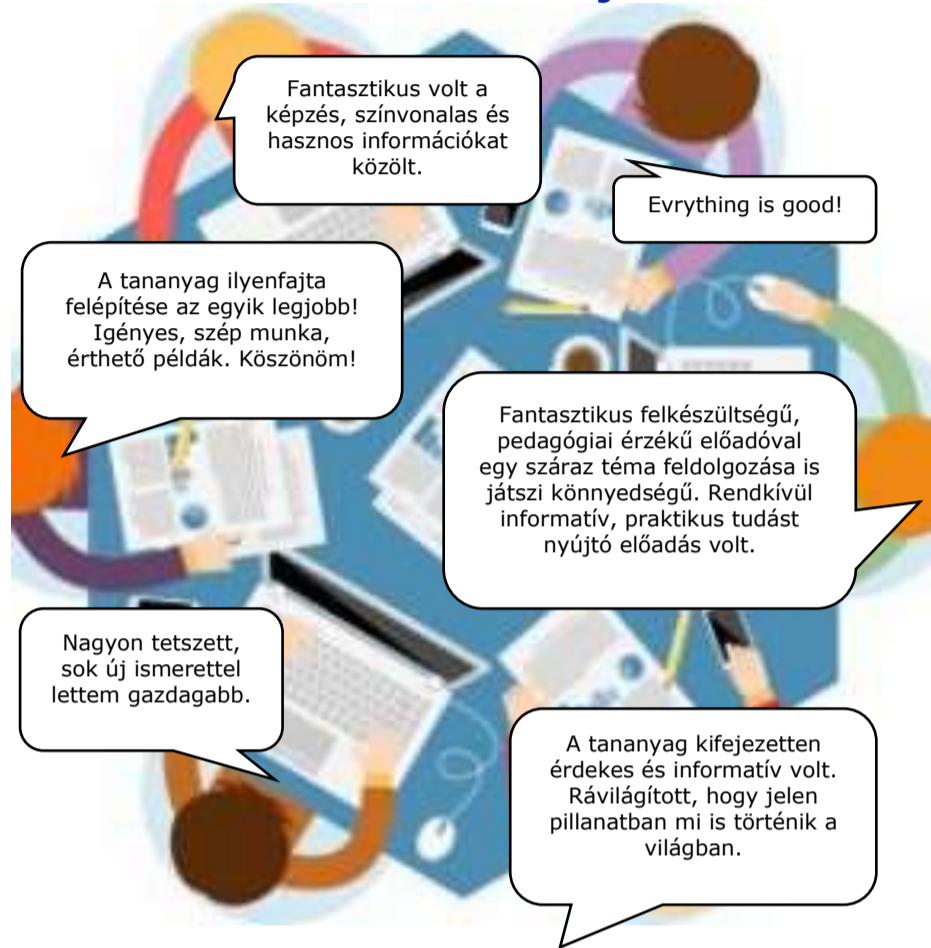 Fantasztikus volt a
képzés, színvonalas és
hasznos információkat
közölt.
Evrything is good!
A tananyag ilyenfajta
felépítése az egyik legjobb!
Igényes, szép munka,
érthető példák. Köszönöm!
Fantasztikus felkészültségű,
pedagógiai érzékű előadóval
egy száraz téma feldolgozása is
játszi könnyedségű. Rendkívül
informatív, praktikus tudást
nyújtó előadás volt.
Nagyon tetszett,
sok új ismerettel
lettem gazdagabb.
A tananyag kifejezetten
érdekes és informatív volt.
Rávilágított, hogy jelen
pillanatban mi is történik a
világban.